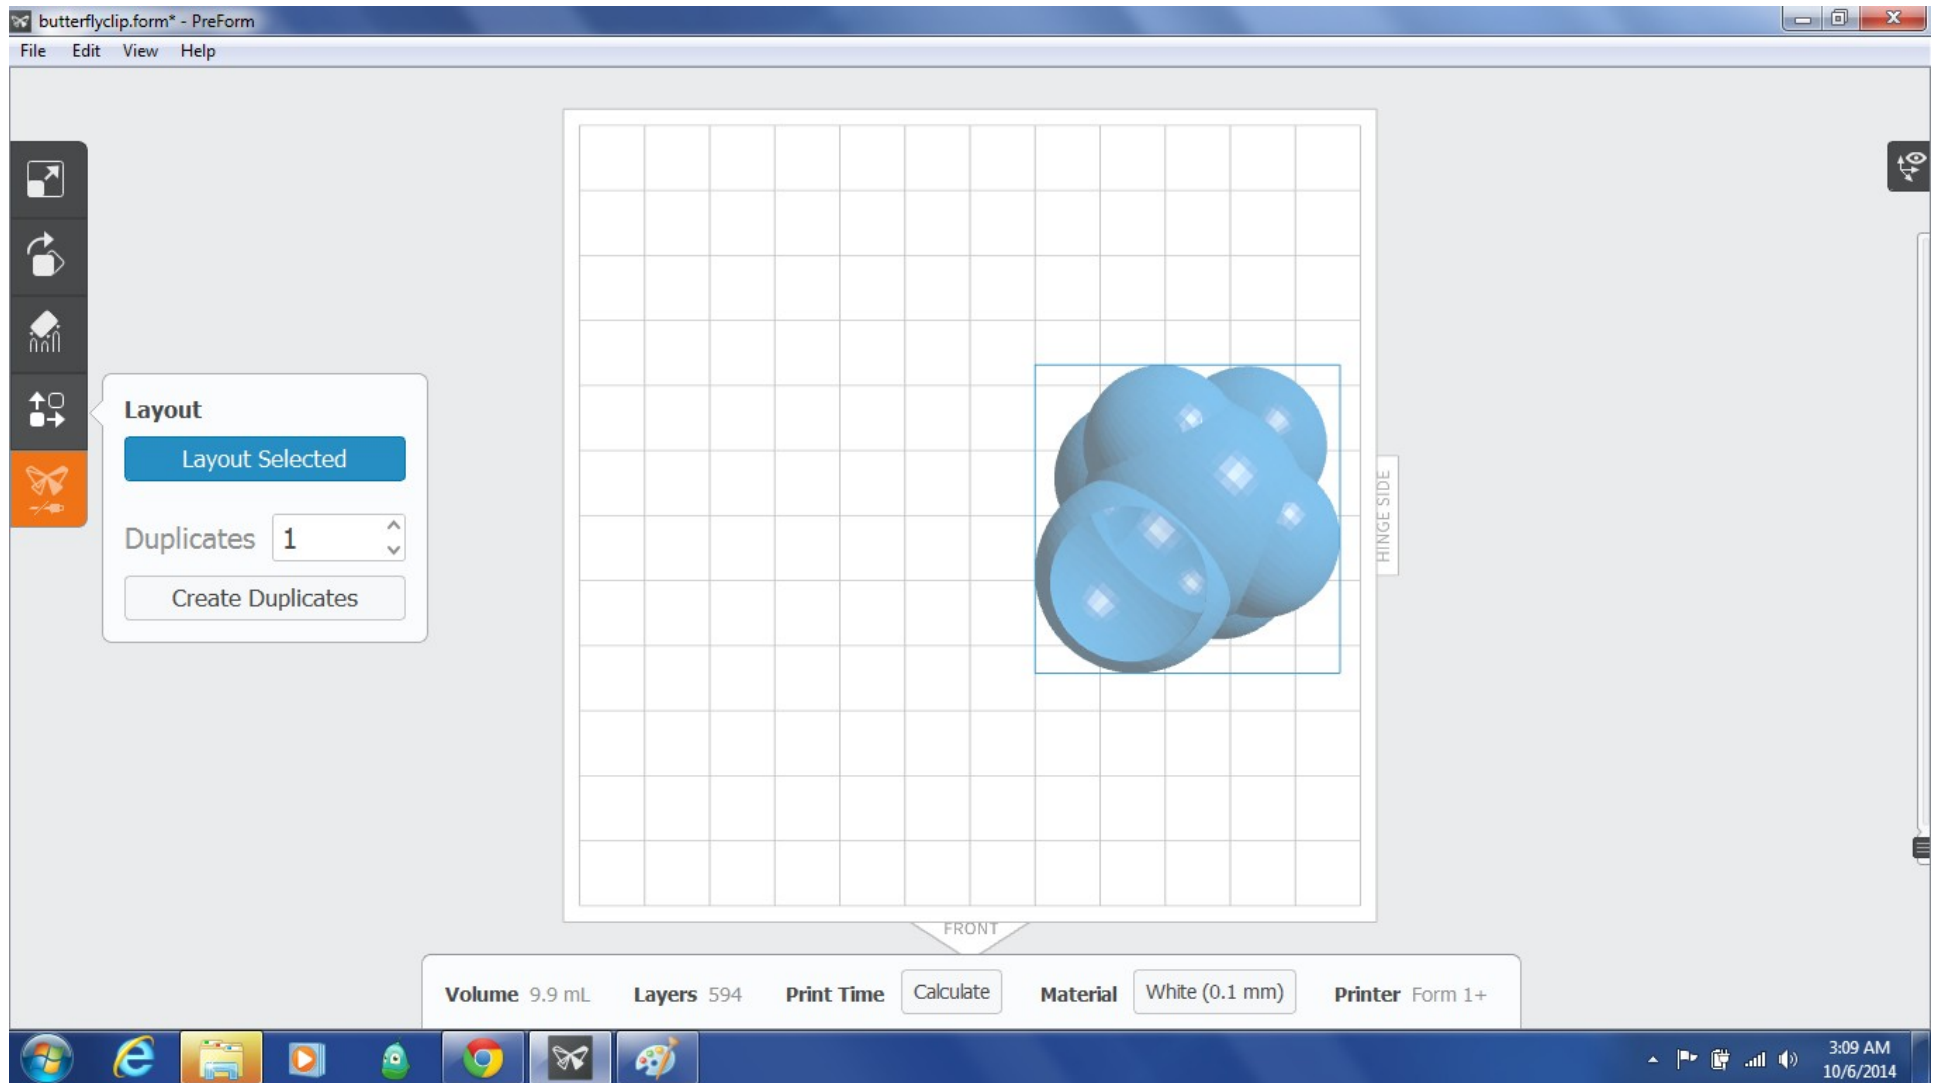 butterflyclip.form* - PreForm
File Edit View Help
Layout
Layout Selected
Duplicates 1
Create Duplicates
HINGE SIDE
FRONT
Volume 9.9 mL Layers 594 Print Time Calculate Material White (0.1 mm) Printer Form 1+
3:09 AM
10/6/2014